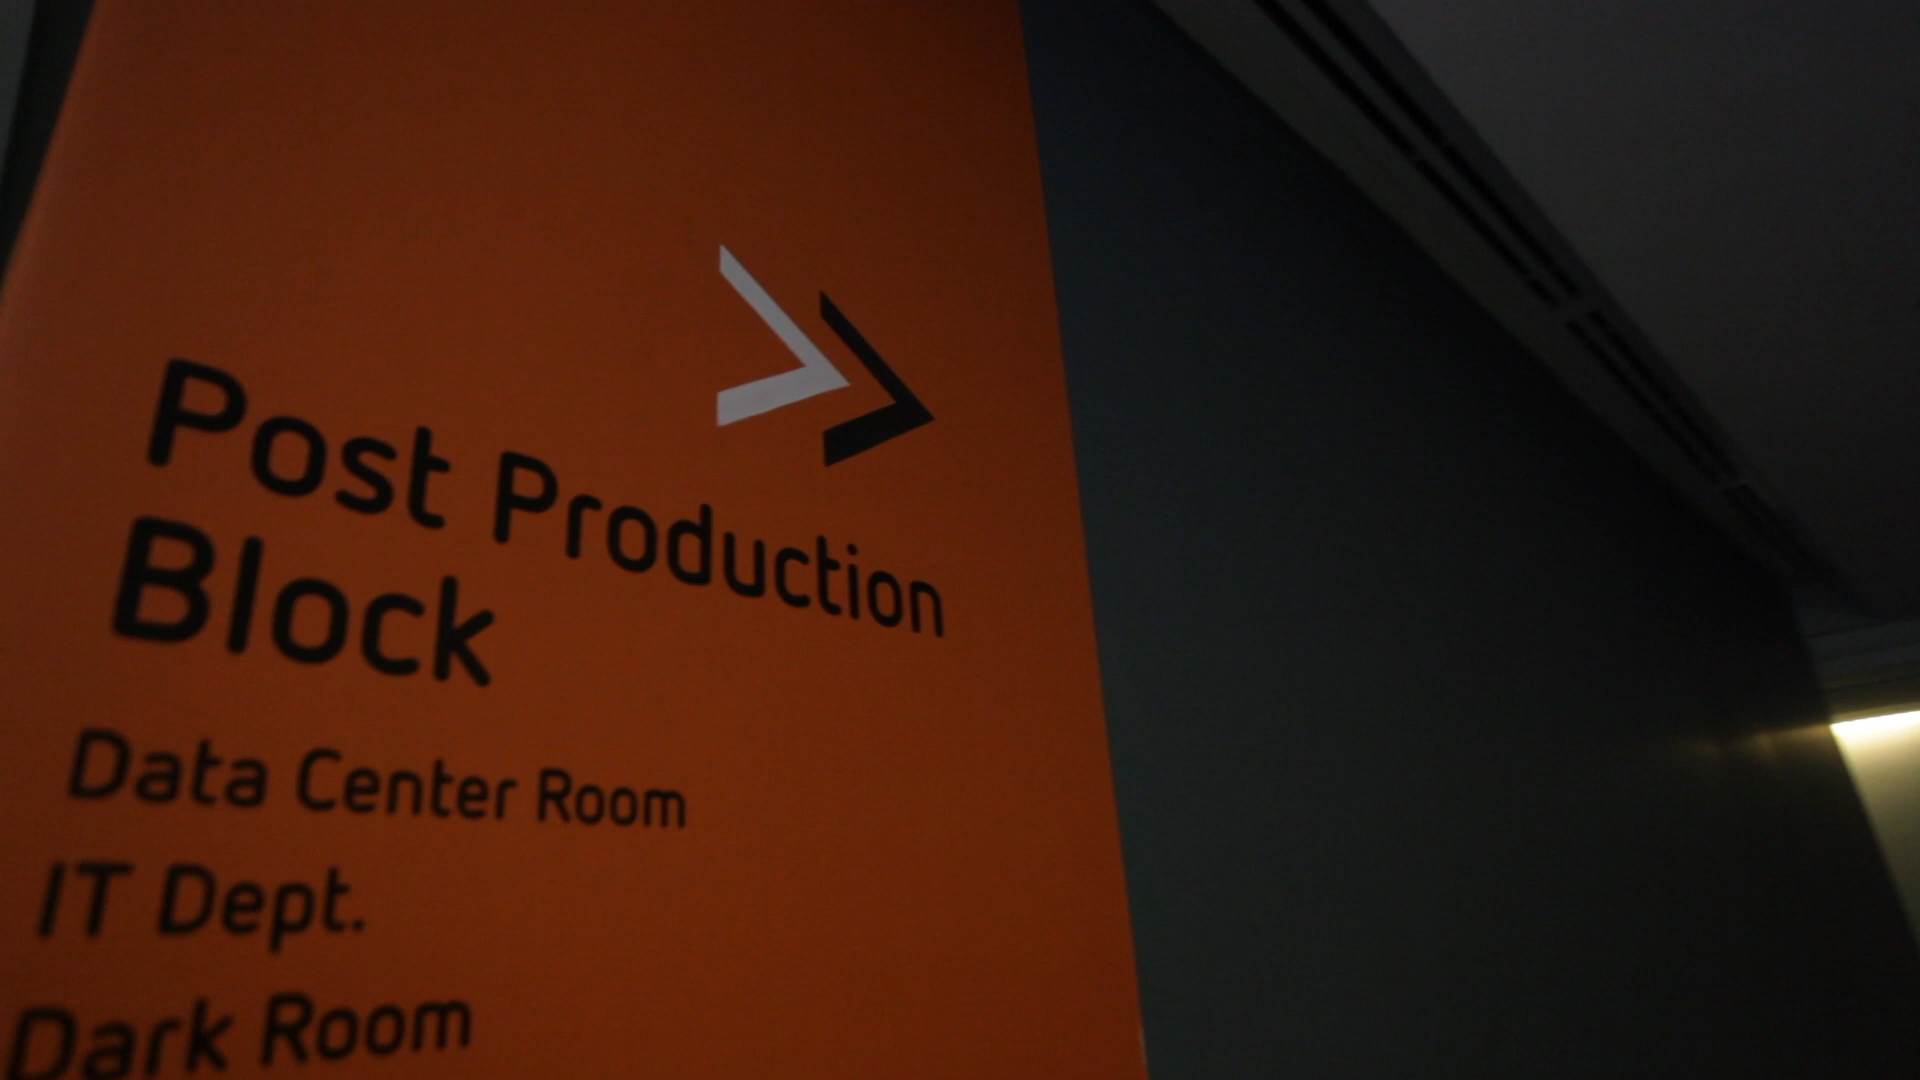 Post Production
Block
Data Center Room
IT Dept.
Dark Room